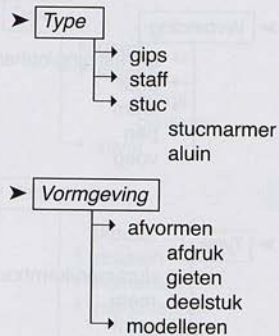 Type
gips
staff
stuc
stucmarmer
aluin
Vormgeving
afvormen
afdruk
gieten
deelstuk
modelleren